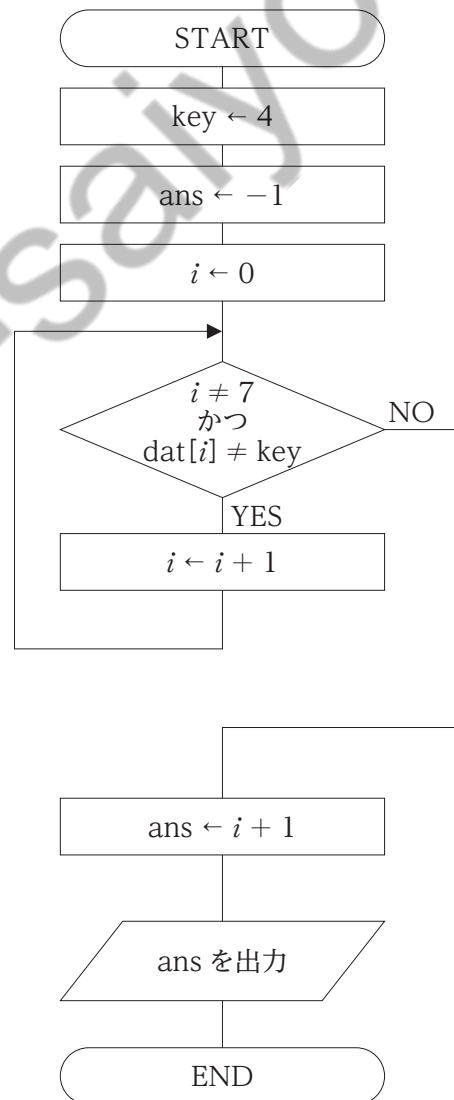 START
key ← 4
ans ← −1
i ← 0
i ≠ 7
かつ
dat[i] ≠ key
NO
YES
i ← i + 1
ans ← i + 1
ans を出力
END